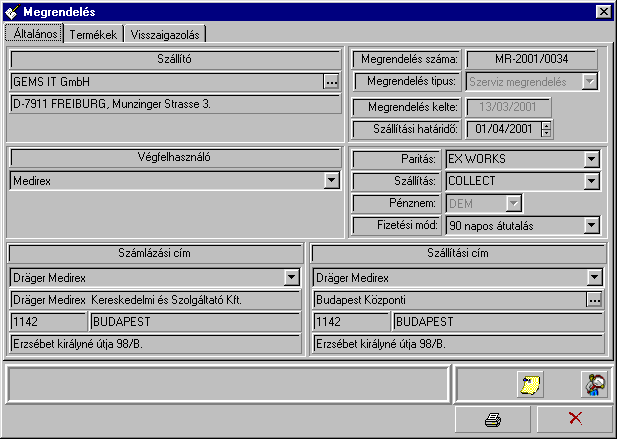 Megrendelés
Általános
Termékek
Visszaigazolás
Szállító
GEMS IT GmbH
D-7911 FREIBURG, Munzinger Strasse 3.
Megrendelés száma: MR-2001/0034
Megrendelés tipus: Szerviz megrendelés
Megrendelés kelte: 13/03/2001
Szállítási határidő: 01/04/2001
Végfelhasználó
Medirex
Paritás: EX WORKS
Szállítás: COLLECT
Pénznem: DEM
Fizetési mód: 90 napos átutalás
Számlázási cím
Dräger Medirex
Dräger Medirex Kereskedelmi és Szolgáltató Kft.
1142 BUDAPEST
Erzsébet királyné útja 98/B.
Szállítási cím
Dräger Medirex
Budapest Központi
1142 BUDAPEST
Erzsébet királyné útja 98/B.